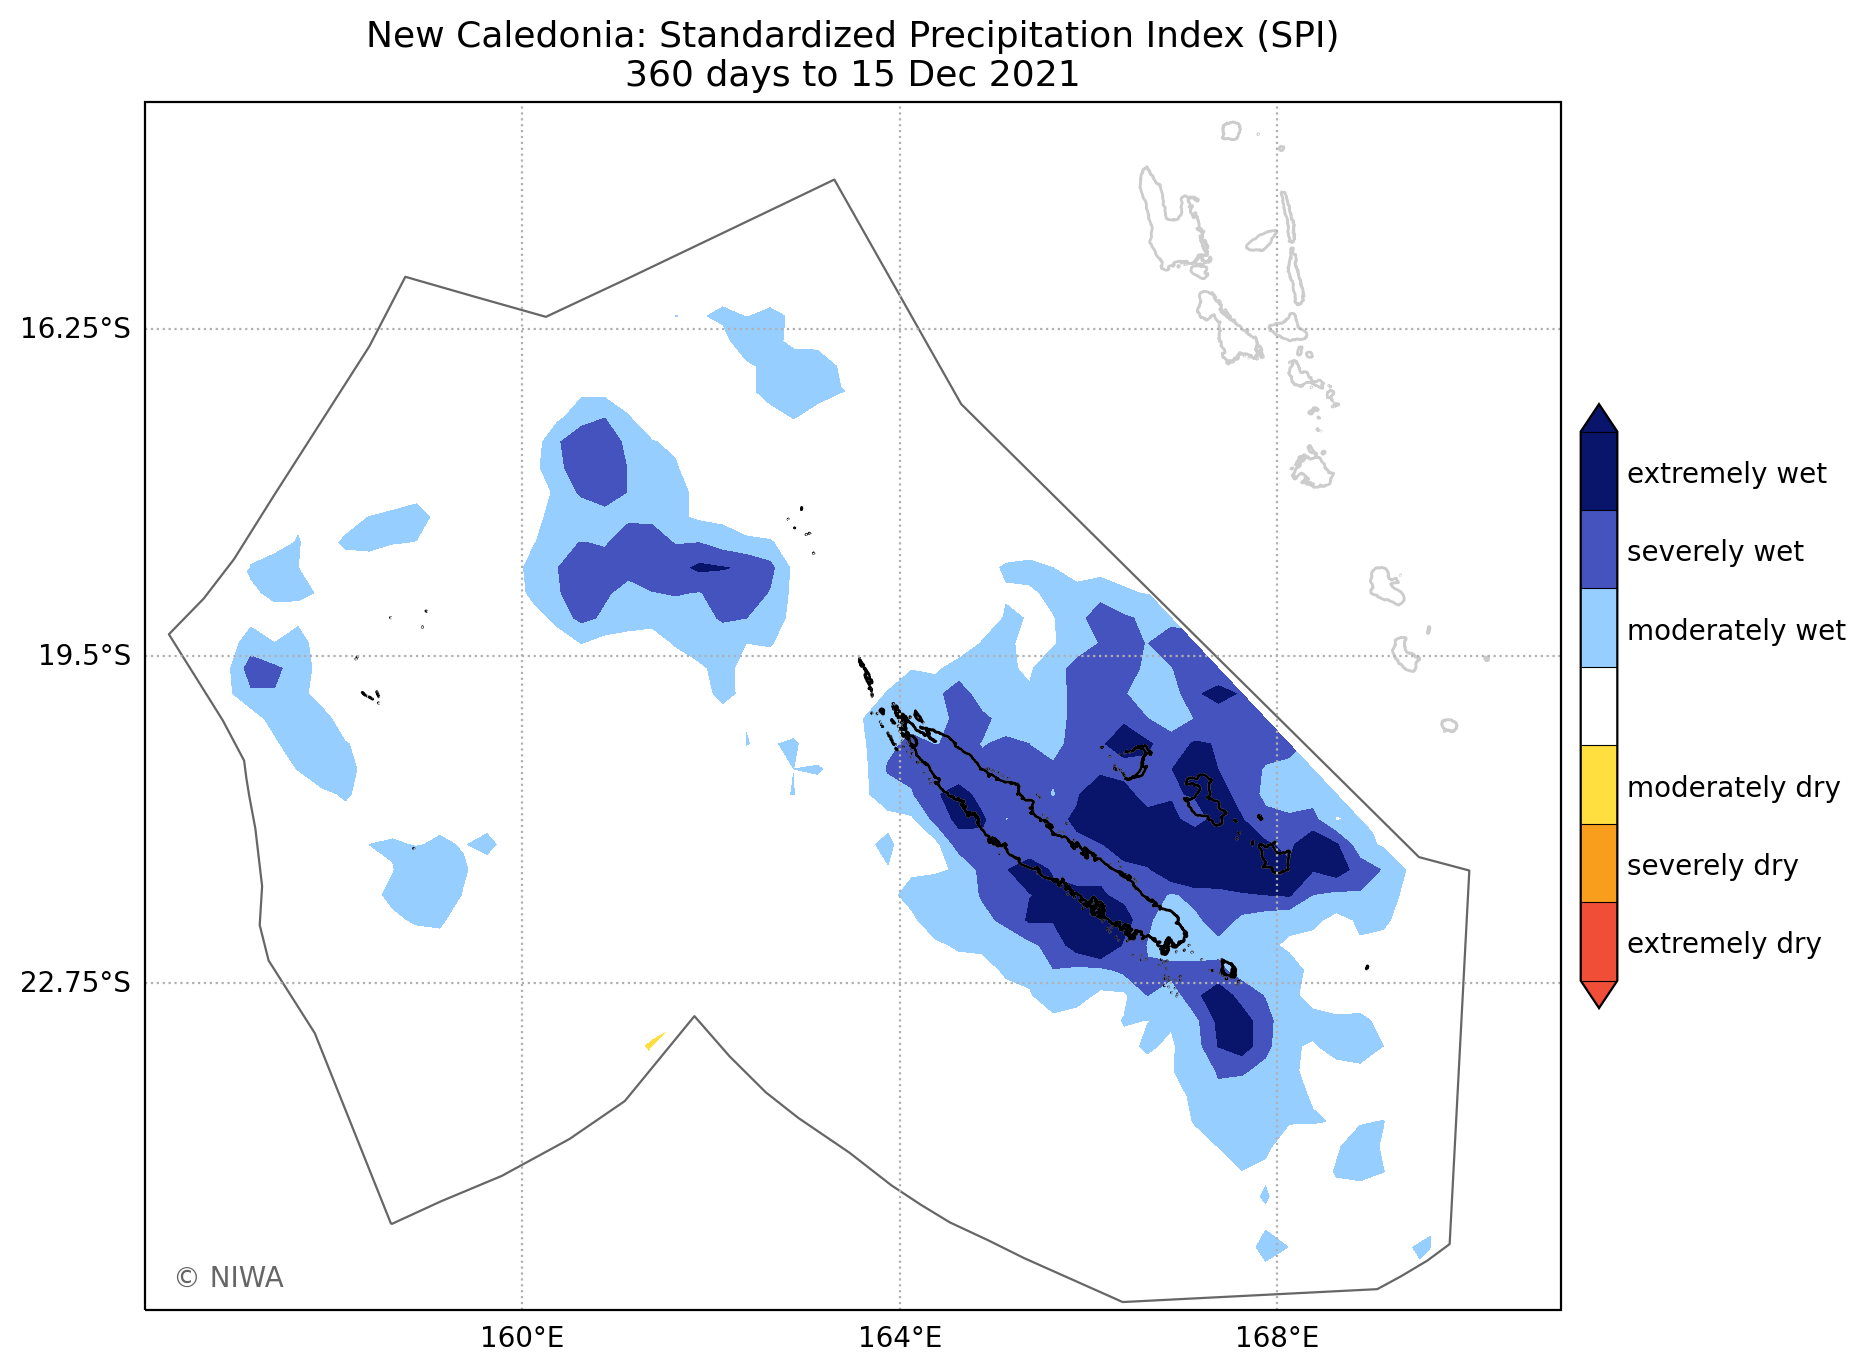 New Caledonia: Standardized Precipitation Index (SPI)
360 days to 15 Dec 2021
16.25°S
19.5°S
22.75°S
160°E
164°E
168°E
extremely wet
severely wet
moderately wet
moderately dry
severely dry
extremely dry
© NIWA